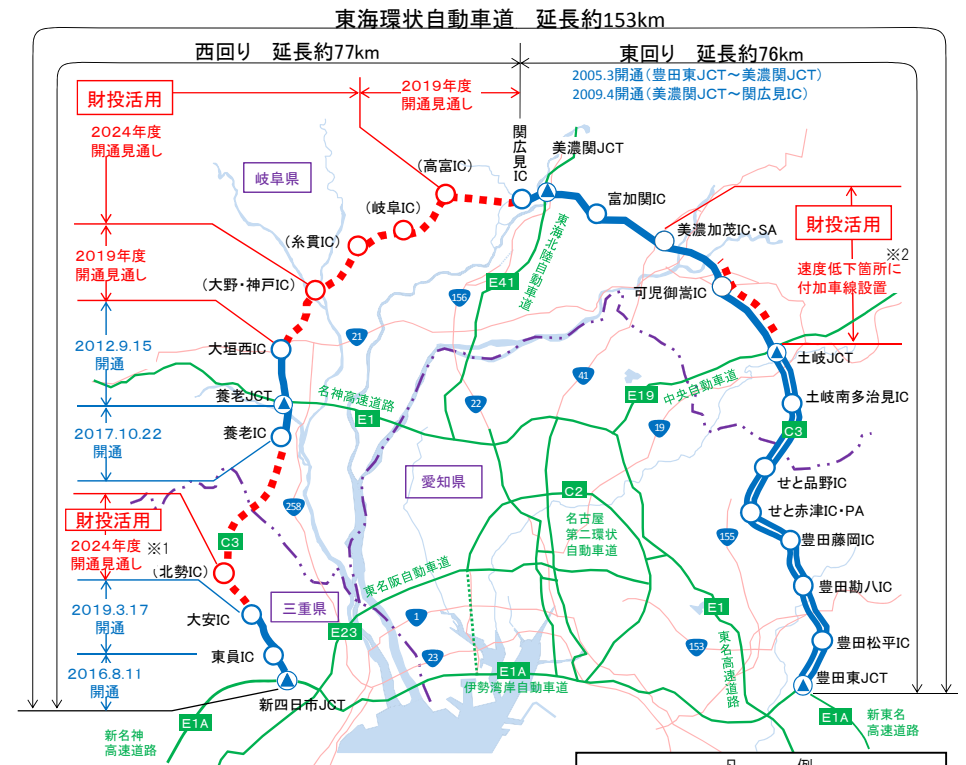 東海環状自動車道　延長約153km
西回り　延長約77km
東回り　延長約76km
2005.3開通(豊田東JCT～美濃関JCT)
2009.4開通(美濃関JCT～関広見IC)
財投活用
2019年度
開通見通し
2024年度
開通見通し
2019年度
開通見通し
2012.9.15
開通
2017.10.22
開通
財投活用
2024年度
開通見通し
※1
2019.3.17
開通
2016.8.11
開通
岐阜県
愛知県
三重県
関広見IC
美濃関JCT
富加関IC
美濃加茂IC・SA
可児御嵩IC
土岐JCT
土岐南多治見IC
せと品野IC
せと赤津IC・PA
豊田藤岡IC
豊田勘八IC
豊田松平IC
豊田東JCT
財投活用
※2
速度低下箇所に
付加車線設置
(高富IC)
(岐阜IC)
(糸貫IC)
(大野・神戸IC)
大垣西IC
養老JCT
養老IC
(北勢IC)
大安IC
東員IC
新四日市JCT
東海北陸自動車道
E41
156
21
41
22
19
258
155
153
1
23
名神高速道路
E1
中央自動車道
E19
C3
C3
C2
名古屋
第二環状
自動車道
東名阪自動車道
E23
E1
東名高速道路
E1A
伊勢湾岸自動車道
E1A
新名神
高速道路
E1A
新東名
高速道路
凡　例